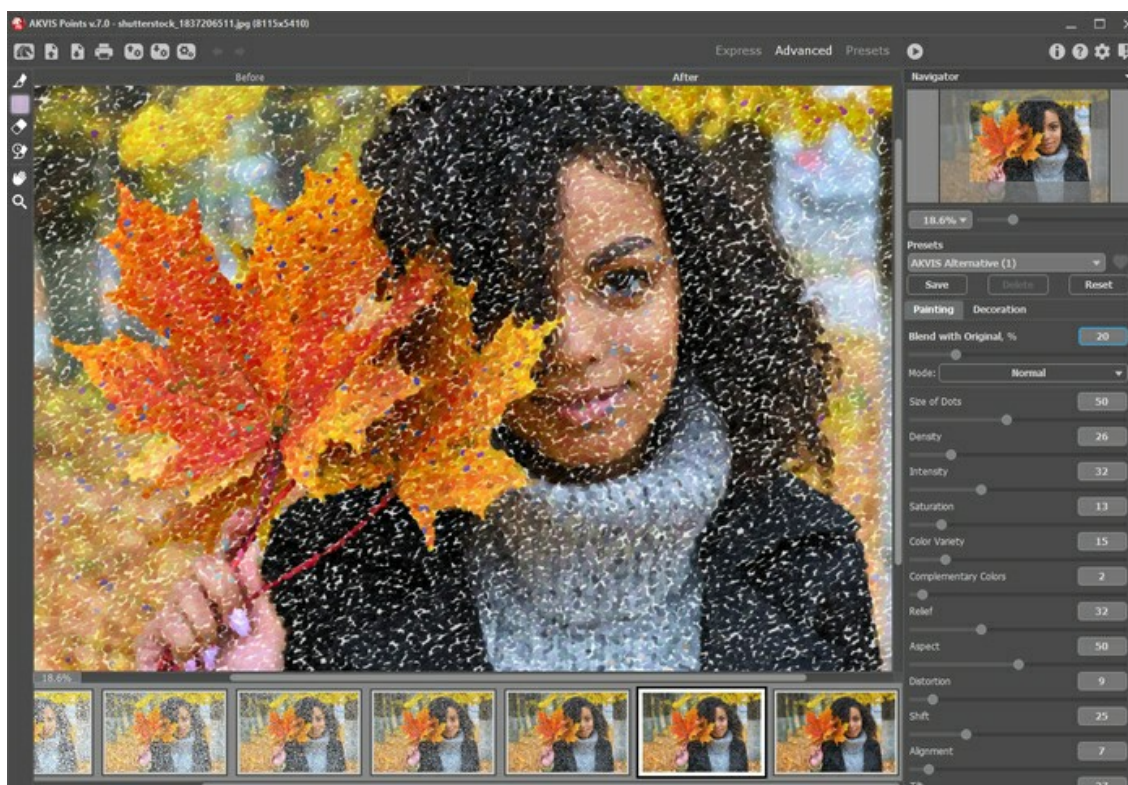 AKVIS Points v.7.0 - shutterstock_1837206511.jpg (8115x5410)
Express Advanced Presets
Before After
Navigator
18.6%
Presets
AKVIS Alternative (1)
Save Delete Reset
Painting Decoration
Blend with Original, % 20
Mode: Normal
Size of Dots 50
Density 26
Intensity 32
Saturation 13
Color Variety 15
Complementary Colors 2
Relief 32
Aspect 50
Distortion 9
Shift 25
Alignment 7
18.6%